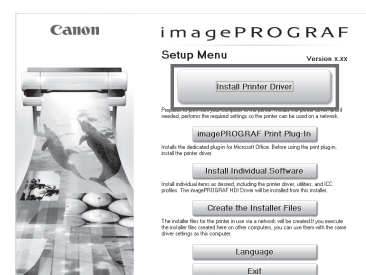 Canon
imagePROGRAF
Setup Menu
Version x.xx
Install Printer Driver
needed, performs the required settings so the printer can be used on a network.
imagePROGRAF Print Plug-In
Installs the dedicated plug-in for Microsoft Office. Before using the print plug-in,
install the printer driver.
Install Individual Software
Install individual items as desired, including the printer driver, utilities, and ICC
profiles. The imagePROGRAF HDI Driver will be installed from this installer.
Create the Installer Files
The installer files for the printer in use via a network will be created.If you execute
the installer files created here on other computers, you can use them with the same
driver settings as this computer.
Language
Exit